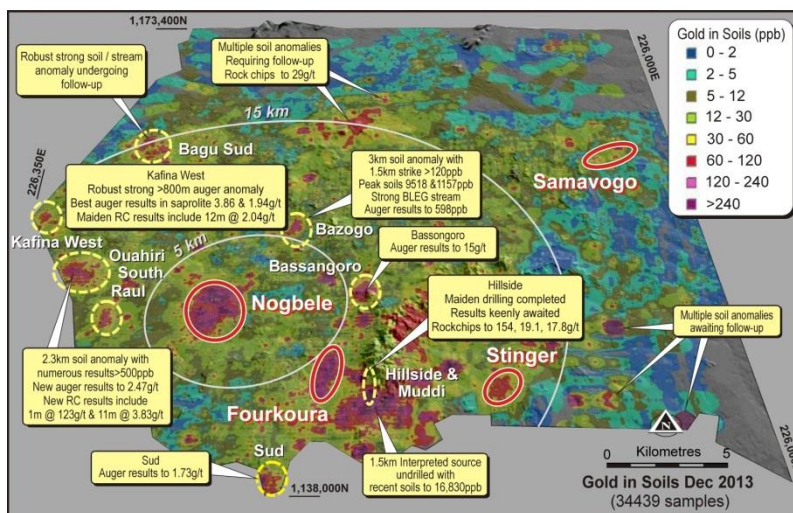 1,173,400N
226,000E
Gold in Soils (ppb)
0 - 2
2 - 5
5 - 12
12 - 30
30 - 60
60 - 120
120 - 240
>240
Robust strong soil / stream
anomaly undergoing
follow-up
Multiple soil anomalies
Requiring follow-up
Rock chips to 29g/t
15 km
Bagu Sud
Samavogo
226,350E
Kafina West
Robust strong >800m auger anomaly
Best auger results in saprolite 3.86 & 1.94g/t
Maiden RC results include 12m @ 2.04g/t
3km soil anomaly with
1.5km strike >120ppb
Peak soils 9518 &1157ppb
Strong BLEG stream
Auger results to 598ppb
Kafina West
Bazogo
Ouahiri
South
Raul
5 km
Bassangoro
Bassongoro
Auger results to 15g/t
Nogbele
Hillside
Maiden drilling completed
Results keenly awaited
Rockchips to 154, 19.1, 17.8g/t
Multiple soil anomalies
awaiting follow-up
2.3km soil anomaly with
numerous results>500ppb
New auger results to 2.47g/t
New RC results include
1m @ 123g/t & 11m @ 3.83g/t
Stinger
Hillside &
Muddi
Fourkoura
Sud
Sud
Auger results to 1.73g/t
1.5km Interpreted source
undrilled with
recent soils to 16,830ppb
1,138,000N
N
226,000
Kilometres
0 5
Gold in Soils Dec 2013
(34439 samples)